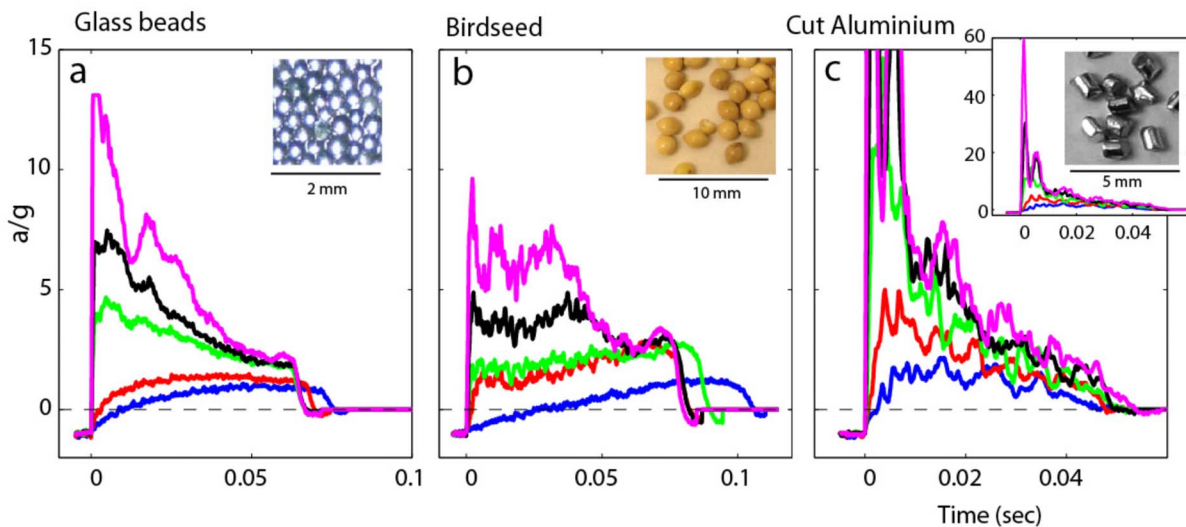 Glass beads
Birdseed
Cut Aluminium
a
b
c
15
10
5
0
a/g
2 mm
10 mm
60
40
20
0
5 mm
0 0.02 0.04
0 0.05 0.1
0 0.05 0.1
0 0.02 0.04
Time (sec)